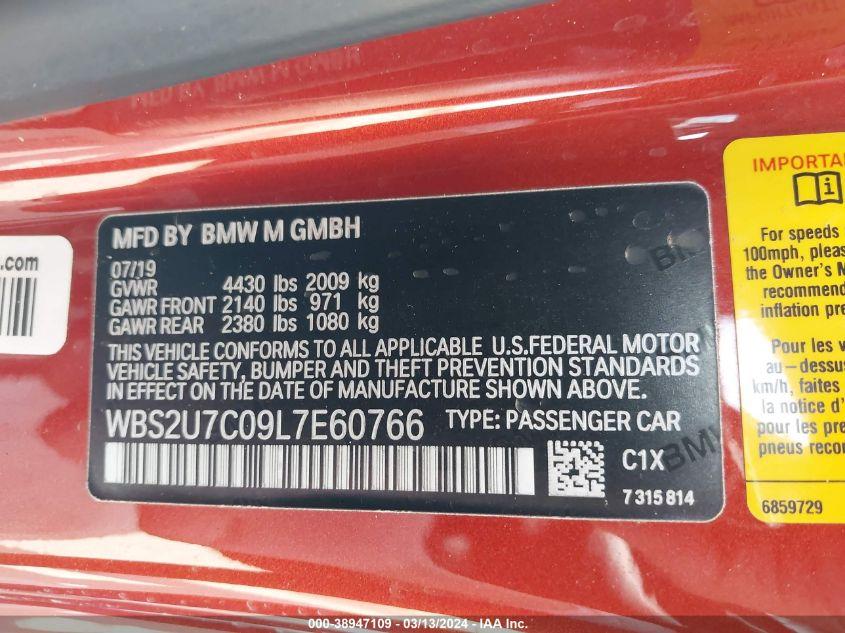 MFD BY BMW M GMBH
07/19
GVWR 4430 lbs 2009 kg
GAWR FRONT 2140 lbs 971 kg
GAWR REAR 2380 lbs 1080 kg
THIS VEHICLE CONFORMS TO ALL APPLICABLE U.S.FEDERAL MOTOR
VEHICLE SAFETY, BUMPER AND THEFT PREVENTION STANDARDS
IN EFFECT ON THE DATE OF MANUFACTURE SHOWN ABOVE.
WBS2U7C09L7E60766 TYPE: PASSENGER CAR
C1X
7 315 814
BMW
BMW
s.com
IMPORTA
For speeds
100mph, pleas
the Owner's M
recommend
inflation pre
Pour les v
au-dessus
km/h, faites
la notice d'
pour les
pneus recom
6859729
000-38947109 - 03/13/2024 - IAA Inc.